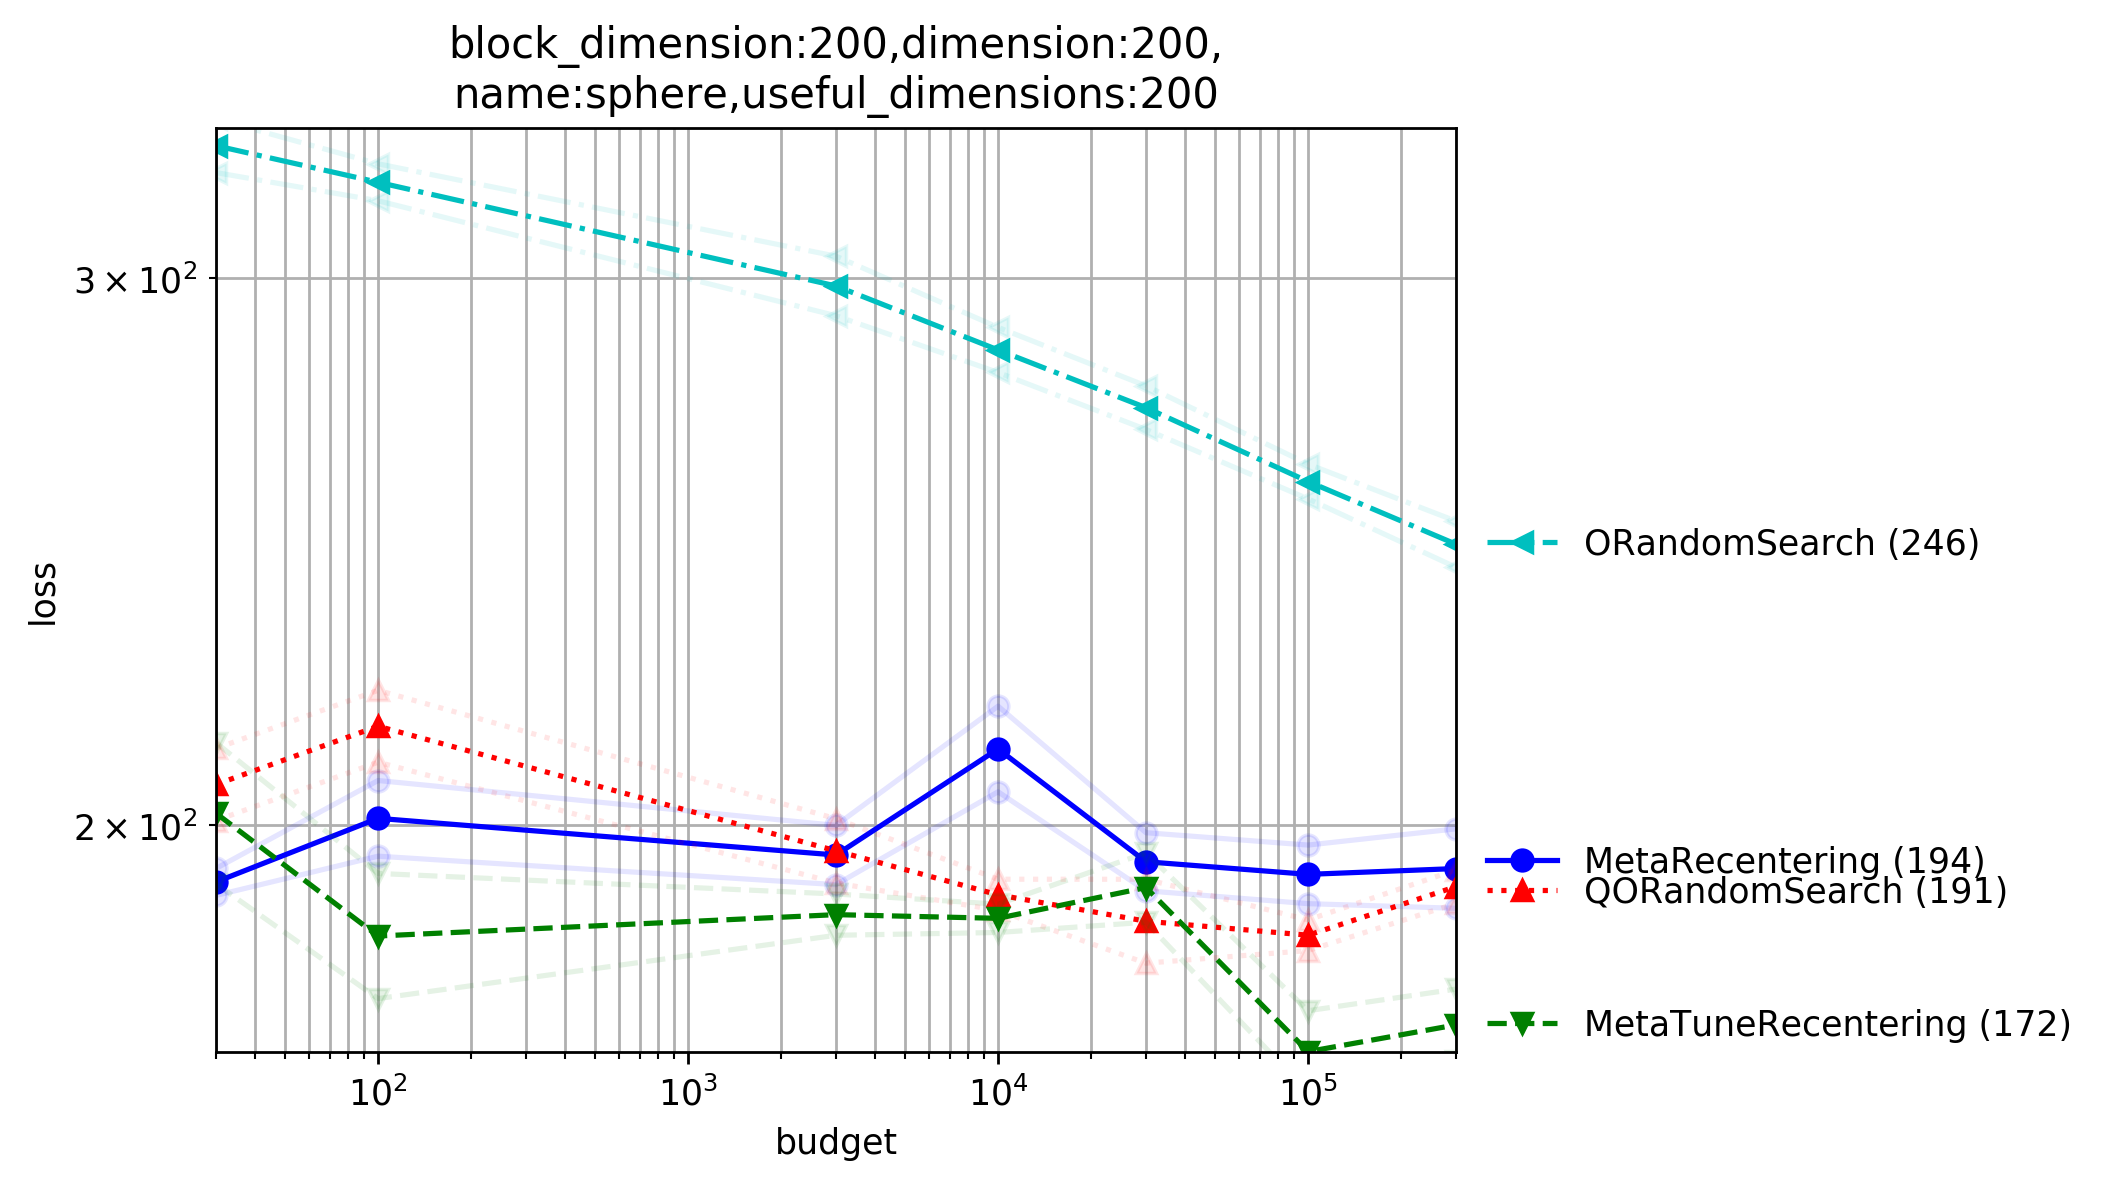 block_dimension:200,dimension:200,
name:sphere,useful_dimensions:200
3 × 10²
2 × 10²
loss
10² 10³ 10⁴ 10⁵
budget
ORandomSearch (246)
MetaRecentering (194)
QORandomSearch (191)
MetaTuneRecentering (172)